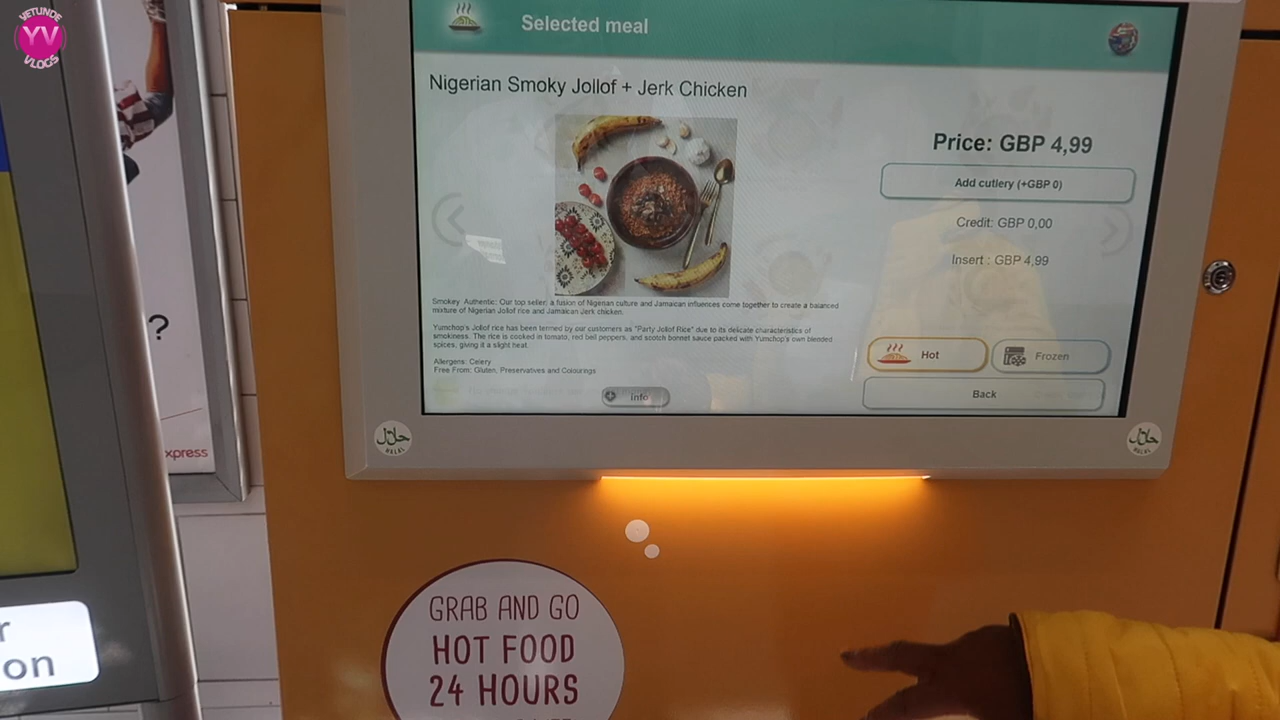 YETUNDE
YV
VLOGS
Selected meal
Nigerian Smoky Jollof + Jerk Chicken
Price: GBP 4,99
Add cutlery (+GBP 0)
Credit: GBP 0,00
Insert : GBP 4,99
Smokey Authentic: Our top seller, a fusion of Nigerian culture and Jamaican influences come together to create a balanced
mixture of Nigerian Jollof rice and Jamaican Jerk chicken.
Yumchop's Jollof rice has been termed by our customers as "Party Jollof Rice" due to its delicate characteristics of
smokiness. The rice is cooked in tomato, red bell peppers, and scotch bonnet sauce packed with Yumchop's own blended
spices, giving it a slight heat.
Allergens: Celery
Free From: Gluten, Preservatives and Colourings
Hot
Frozen
info
Back
حلال
HALAL
حلال
HALAL
?
xpress
r
on
GRAB AND GO
HOT FOOD
24 HOURS